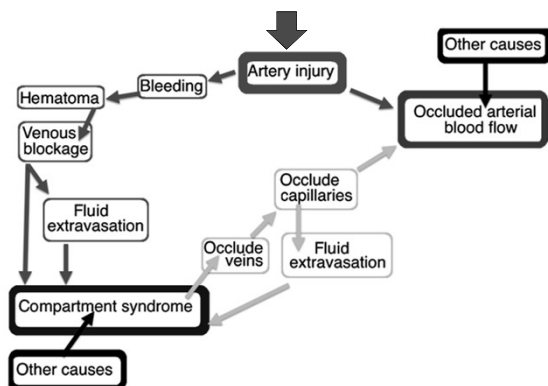 Other causes
Artery injury
Bleeding
Hematoma
Occluded arterial
blood flow
Venous
blockage
Occlude
capillaries
Fluid
extravasation
Occlude
veins
Fluid
extravasation
Compartment syndrome
Other causes